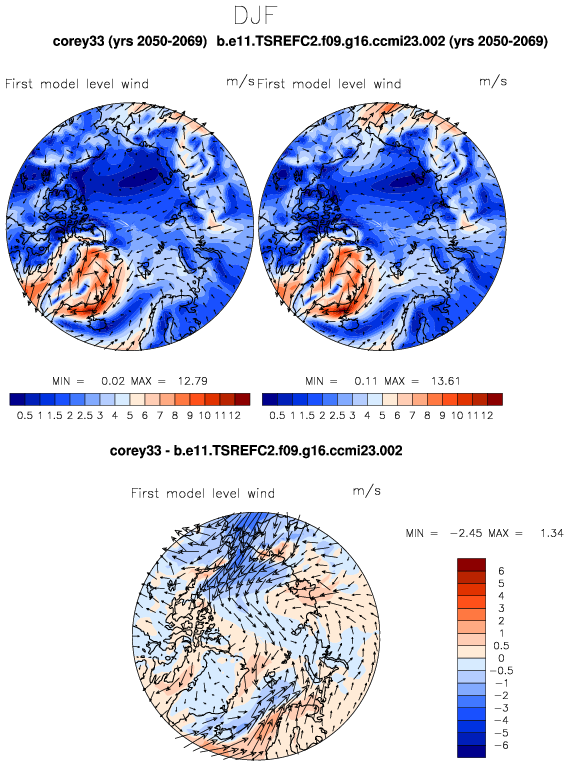 DJF
corey33 (yrs 2050-2069) b.e11.TSREFC2.f09.g16.ccmi23.002 (yrs 2050-2069)
First model level wind m/s First model level wind m/s
MIN = 0.02 MAX = 12.79 MIN = 0.11 MAX = 13.61
0.5 1 1.5 2 2.5 3 4 5 6 7 8 9 10 11 12 0.5 1 1.5 2 2.5 3 4 5 6 7 8 9 10 11 12
corey33 - b.e11.TSREFC2.f09.g16.ccmi23.002
First model level wind m/s
MIN = -2.45 MAX = 1.34
6
5
4
3
2
1
0.5
0
-0.5
-1
-2
-3
-4
-5
-6